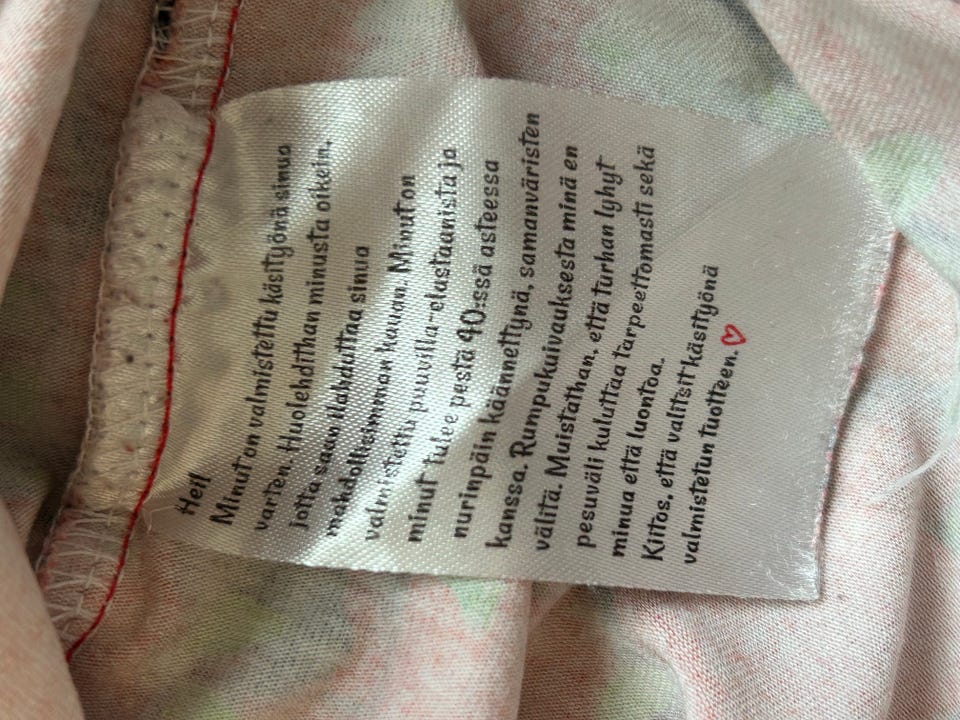 Hei!
Minut on valmistettu käsityönä sinua
varten. Huolehdithan minusta oikein,
jotta saan ilahduttaa sinua
mahdollisimman kauan. Minut on
valmistettu puuvilla-elastaanista ja
minut tulee pestä 40:ssä asteessa
nurinpäin käännettynä, samanväristen
kanssa. Rumpukuivauksesta minä en
välitä. Muistathan, että turhan lyhyt
pesuväli kuluttaa tarpeettomasti sekä
minua että luontoa.
Kiitos, että valitsit käsityönä
valmistetun tuotteen.